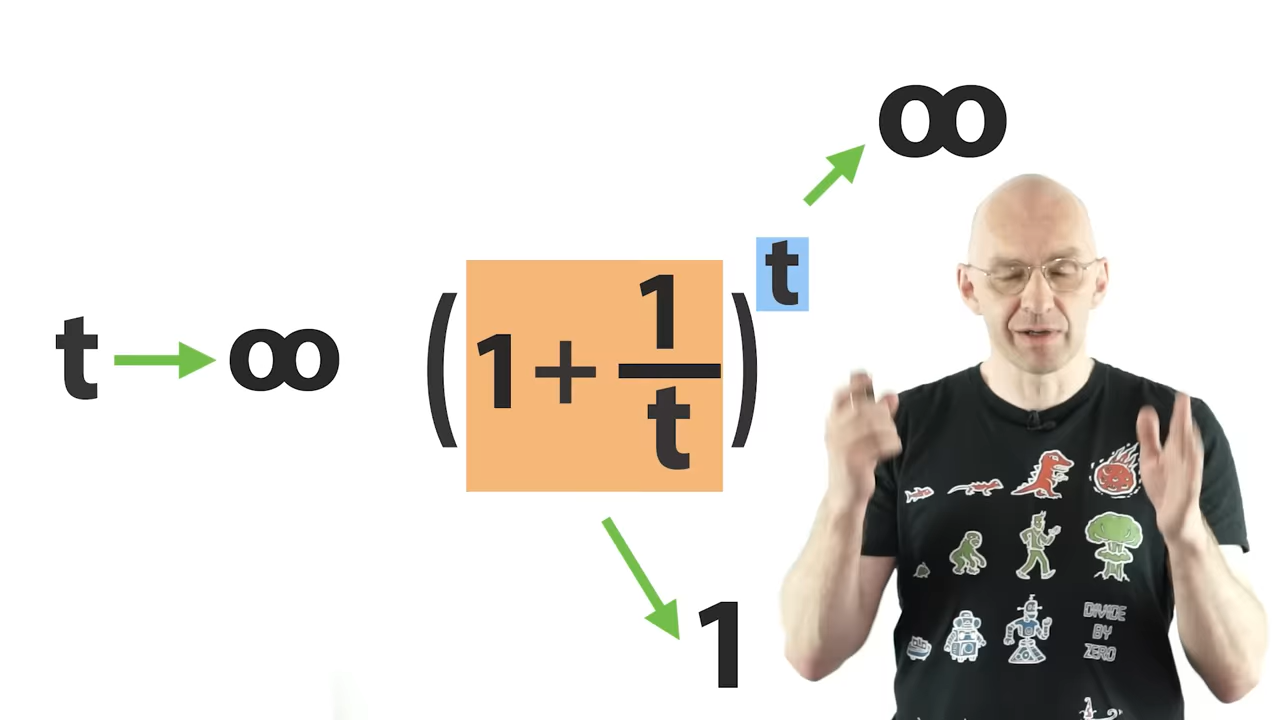 t → ∞
(1 + 1/t)^t
∞
1
DIVIDE
BY
ZERO